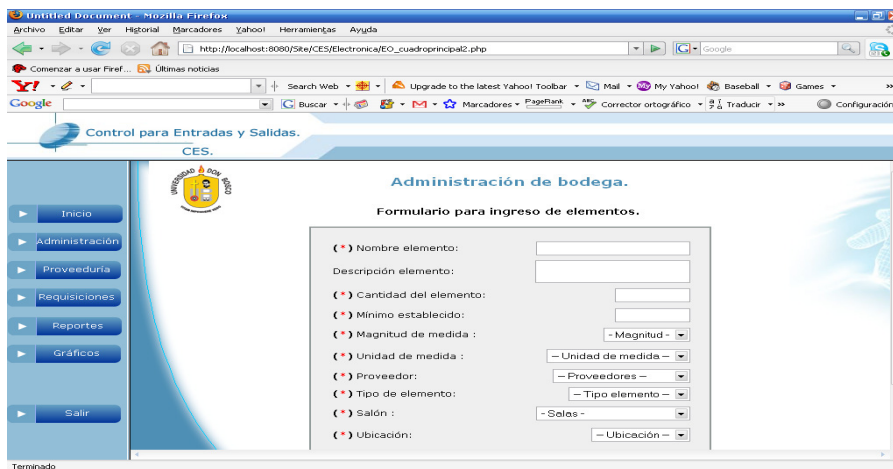 Untitled Document - Mozilla Firefox
Archivo Editar Ver Historial Marcadores Yahoo! Herramientas Ayuda
http://localhost:8080/Site/CES/Electronica/EO_cuadroprincipal2.php
Google
Comenzar a usar Firef... Últimas noticias
Y! Search Web Upgrade to the latest Yahoo! Toolbar Mail My Yahoo! Baseball Games
Google Buscar Marcadores PageRank Corrector ortográfico Traducir Configuración
Control para Entradas y Salidas.
CES.
UNIVERSIDAD DON BOSCO
Administración de bodega.
Formulario para ingreso de elementos.
Inicio
Administración
Proveeduría
Requisiciones
Reportes
Gráficos
Salir
(*) Nombre elemento:
Descripción elemento:
(*) Cantidad del elemento:
(*) Mínimo establecido:
(*) Magnitud de medida : - Magnitud -
(*) Unidad de medida : -- Unidad de medida --
(*) Proveedor: -- Proveedores --
(*) Tipo de elemento: -- Tipo elemento --
(*) Salón : - Salas -
(*) Ubicación: -- Ubicación --
Terminado